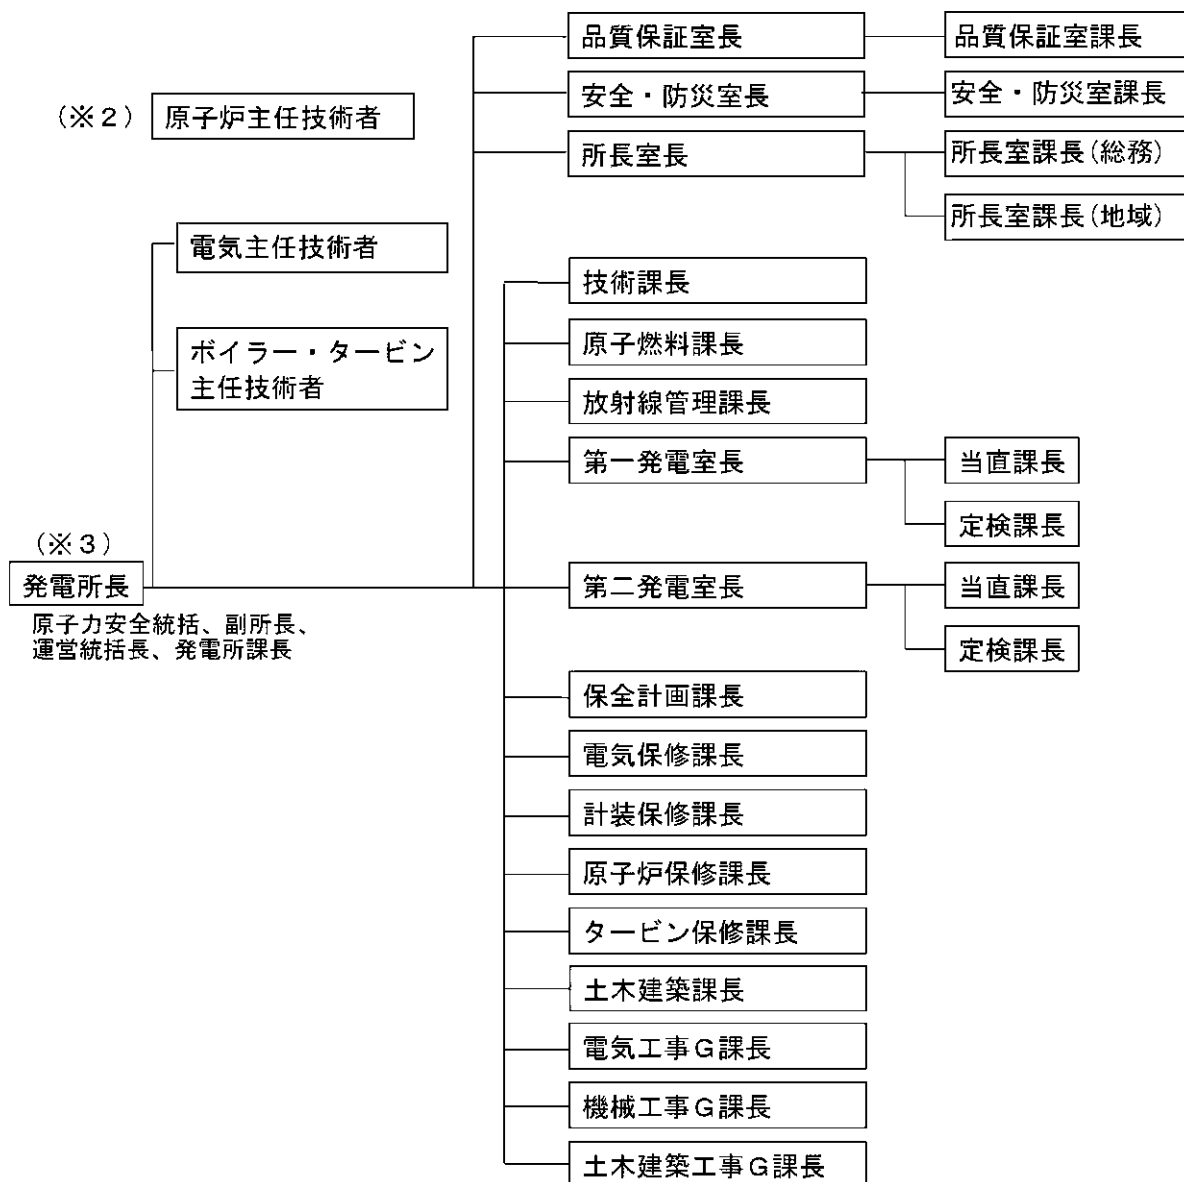 品質保証室長
品質保証室課長
安全・防災室長
安全・防災室課長
(※2)
原子炉主任技術者
所長室長
所長室課長(総務)
所長室課長(地域)
電気主任技術者
技術課長
ボイラー・タービン
主任技術者
原子燃料課長
放射線管理課長
第一発電室長
当直課長
定検課長
(※3)
発電所長
原子力安全統括、副所長、
運営統括長、発電所課長
第二発電室長
当直課長
定検課長
保全計画課長
電気保修課長
計装保修課長
原子炉保修課長
タービン保修課長
土木建築課長
電気工事G課長
機械工事G課長
土木建築工事G課長